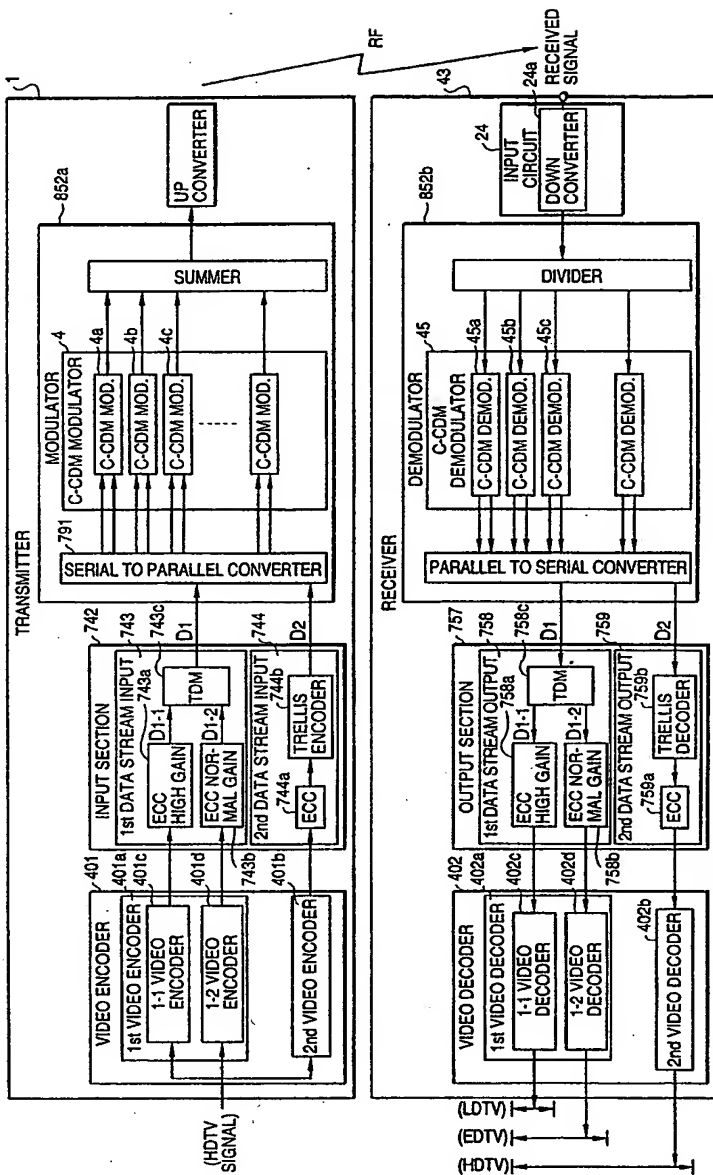 TRANSMITTER
1
VIDEO ENCODER
401
1st VIDEO ENCODER
401a
401c
1-1 VIDEO
ENCODER
401d
1-2 VIDEO
ENCODER
401b
2nd VIDEO ENCODER
(HDTV
SIGNAL)
INPUT SECTION
742
1st DATA STREAM INPUT
743
743a
743c
ECC
HIGH GAIN
D1-1
TDM
D1-2
ECC NOR-
MAL GAIN
743b
2nd DATA STREAM INPUT
744
744a
744b
ECC
TRELLIS
ENCODER
D1
D2
791
SERIAL TO PARALLEL CONVERTER
MODULATOR
852a
C-CDM MODULATOR
4
4a
C-CDM MOD.
4b
C-CDM MOD.
4c
C-CDM MOD.
C-CDM MOD.
SUMMER
UP
CONVERTER
RF
RECEIVED
SIGNAL
RECEIVER
43
24
INPUT
CIRCUIT
24a
DOWN
CONVERTER
852b
DIVIDER
DEMODULATOR
C-CDM
DEMODULATOR
45
45a
C-CDM DEMOD.
45b
C-CDM DEMOD.
45c
C-CDM DEMOD.
C-CDM DEMOD.
PARALLEL TO SERIAL CONVERTER
D1
D2
OUTPUT SECTION
757
1st DATA STREAM OUTPUT
758
758a
758c
ECC
HIGH GAIN
D1-1
TDM
D1-2
ECC NOR-
MAL GAIN
758b
2nd DATA OUTPUT
759
759a
759b
ECC
TRELLIS
DECODER
VIDEO DECODER
402
1st VIDEO DECODER
402a
402c
1-1 VIDEO
DECODER
402d
1-2 VIDEO
DECODER
402b
2nd VIDEO DECODER
(LDTV)
(EDTV)
(HDTV)